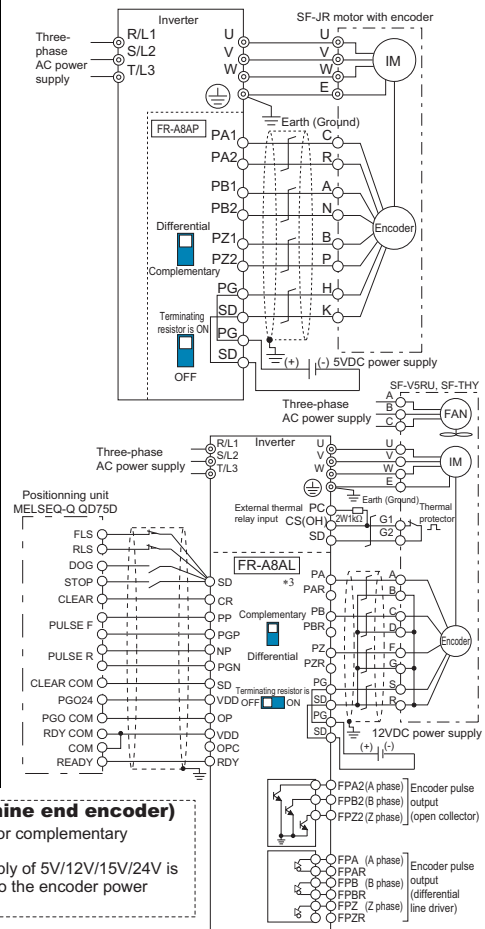 Inverter
SF-JR motor with encoder
Three-
phase
AC power
supply
R/L1
S/L2
T/L3
U
V
W
U
V
W
E
IM
Earth (Ground)
FR-A8AP
PA1
PA2
PB1
PB2
PZ1
PZ2
PG
SD
PG
SD
C
R
A
N
B
P
H
K
Encoder
Differential
Complementary
Terminating
resistor is ON
OFF
(+)
(-)
5VDC power supply
SF-V5RU, SF-THY
Three-phase
AC power supply
A
B
C
FAN
Three-phase
AC power supply
R/L1
S/L2
T/L3
Inverter
U
V
W
U
V
W
E
IM
Earth (Ground)
External thermal
relay input
PC
CS(OH)
SD
2W1kΩ
G1
G2
Thermal
protector
Positionning unit
MELSEQ-Q QD75D
FLS
RLS
DOG
STOP
CLEAR
PULSE F
PULSE R
CLEAR COM
PGO24
PGO COM
RDY COM
COM
READY
SD
CR
PP
PGP
NP
PGN
SD
VDD
OP
VDD
OPC
RDY
FR-A8AL
*3
Complementary
Differential
Terminating resistor is
OFF
ON
PA
PAR
PB
PBR
PZ
PZR
PG
SD
PG
SD
A
B
C
D
F
G
S
R
Encoder
12VDC power supply
(+)
(-)
FPA2 (A phase)
FPB2 (B phase)
FPZ2 (Z phase)
Encoder pulse
output
(open collector)
FPA (A phase)
FPAR
FPB (B phase)
FPBR
FPZ (Z phase)
FPZR
Encoder pulse
output
(differential
line driver)
hine end encoder)
or complementary
ply of 5V/12V/15V/24V is
o the encoder power